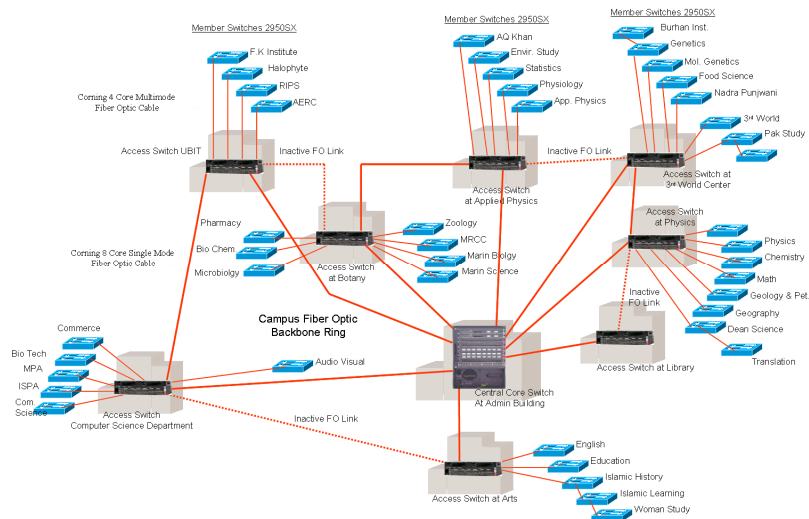 Member Switches 2950SX
Member Switches 2950SX
Member Switches 2950SX
F.K Institute
Halophyte
RIPS
AERC
AQ Khan
Envir. Study
Statistics
Physiology
App. Physics
Burhan Inst.
Genetics
Mol. Genetics
Food Science
Nadra Punjwani
3rd World
Pak Study
Corning 4 Core Multimode
Fiber Optic Cable
Access Switch UBIT
Inactive FO Link
Inactive FO Link
Access Switch
at Applied Physics
Access Switch at
3rd World Center
Pharmacy
Bio Chem.
Microbiolgy
Zoology
MRCC
Marin Biolgy
Marin Science
Access Switch
at Botany
Access Switch
at Physics
Physics
Chemistry
Math
Geology & Pet.
Geography
Dean Science
Translation
Corning 8 Core Single Mode
Fiber Optic Cable
Inactive
FO Link
Campus Fiber Optic
Backbone Ring
Access Switch at Library
Commerce
Bio Tech
MPA
ISPA
Com.
Science
Audio Visual
Access Switch
Computer Science Department
Central Core Switch
At Admin Building
Inactive FO Link
English
Education
Islamic History
Islamic Learning
Woman Study
Access Switch at Arts